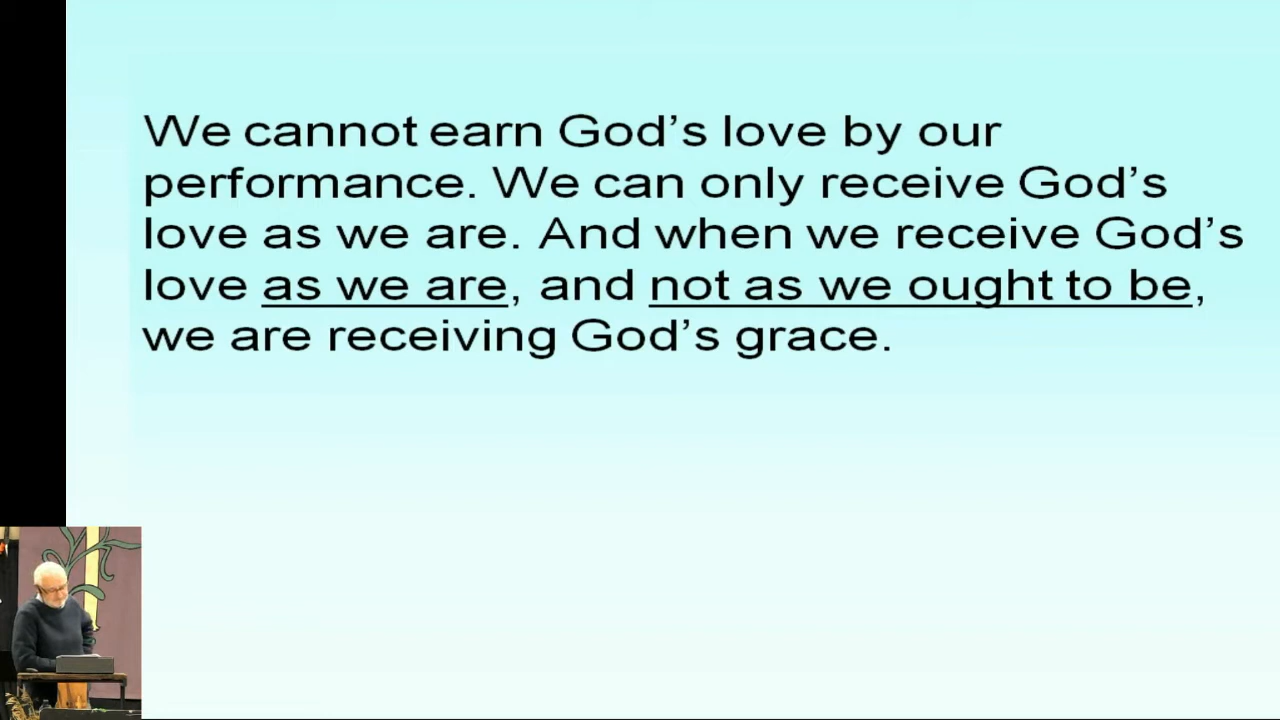 We cannot earn God’s love by our
performance. We can only receive God’s
love as we are. And when we receive God’s
love as we are, and not as we ought to be,
we are receiving God’s grace.